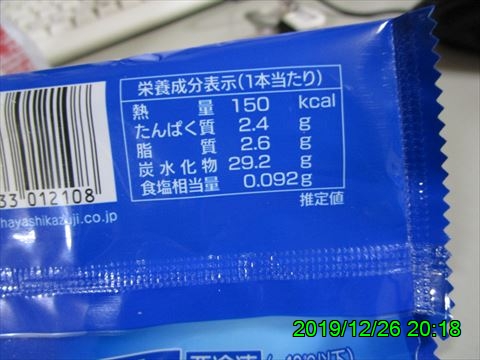 栄養成分表示(1本当たり)
熱量 150 kcal
たんぱく質 2.4 g
脂質 2.6 g
炭水化物 29.2 g
食塩相当量 0.092g
推定値
33 012108
hayashikazuji.co.jp
2019/12/26 20:18